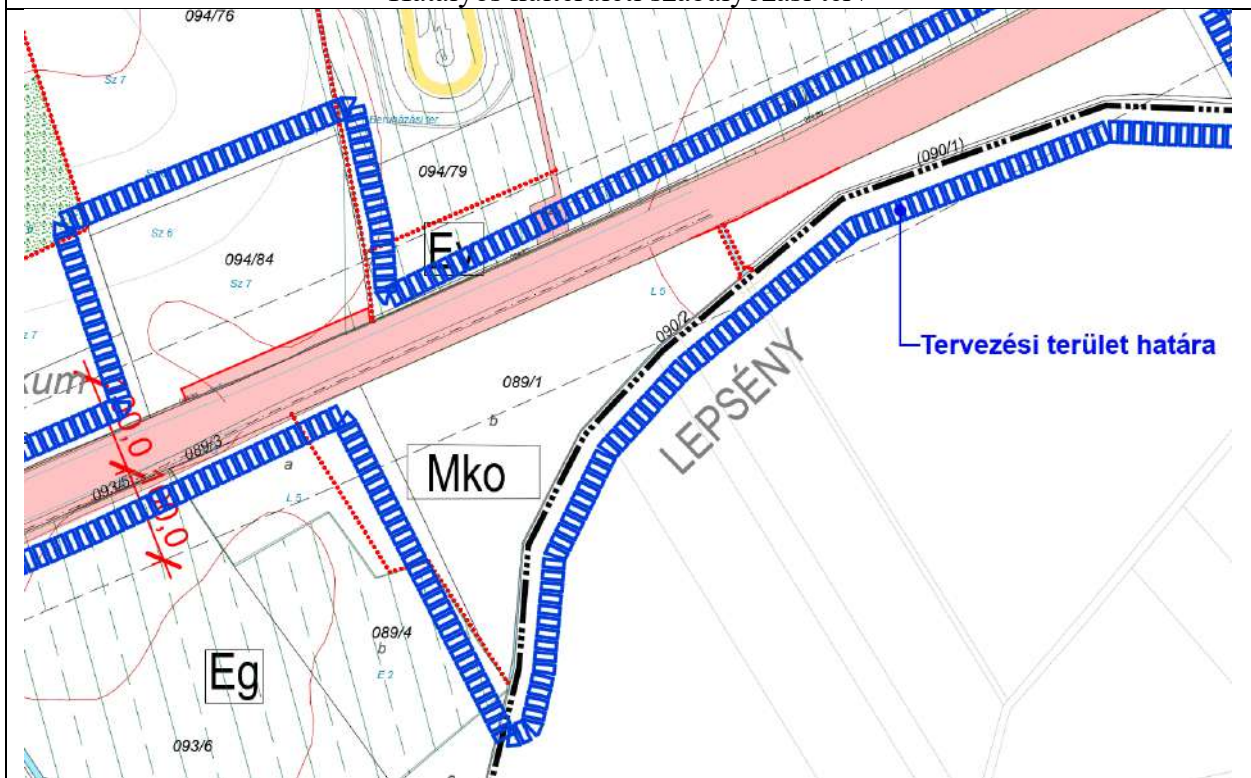 094/76
Sz 7
094/79
Ev
(090/1)
Sz 6
094/84
Sz 7
L 5
090/2
Tervezési terület határa
089/1
b
LEPSÉNY
089/3
093/5
a
L 5
Mko
089/4
b
E 2
Eg
093/6